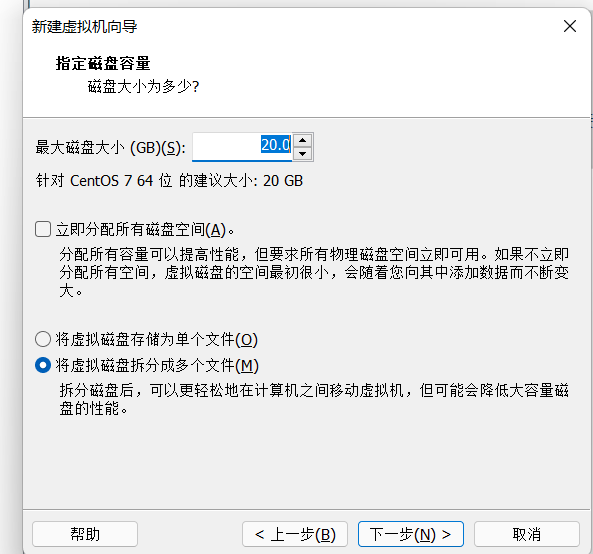 新建虚拟机向导
指定磁盘容量
磁盘大小为多少?
最大磁盘大小 (GB)(S): 20.0
针对 CentOS 7 64 位 的建议大小: 20 GB
立即分配所有磁盘空间(A)。
分配所有容量可以提高性能，但要求所有物理磁盘空间立即可用。如果不立即
分配所有空间，虚拟磁盘的空间最初很小，会随着您向其中添加数据而不断变
大。
将虚拟磁盘存储为单个文件(O)
将虚拟磁盘拆分成多个文件(M)
拆分磁盘后，可以更轻松地在计算机之间移动虚拟机，但可能会降低大容量磁
盘的性能。
帮助 < 上一步(B) 下一步(N) > 取消